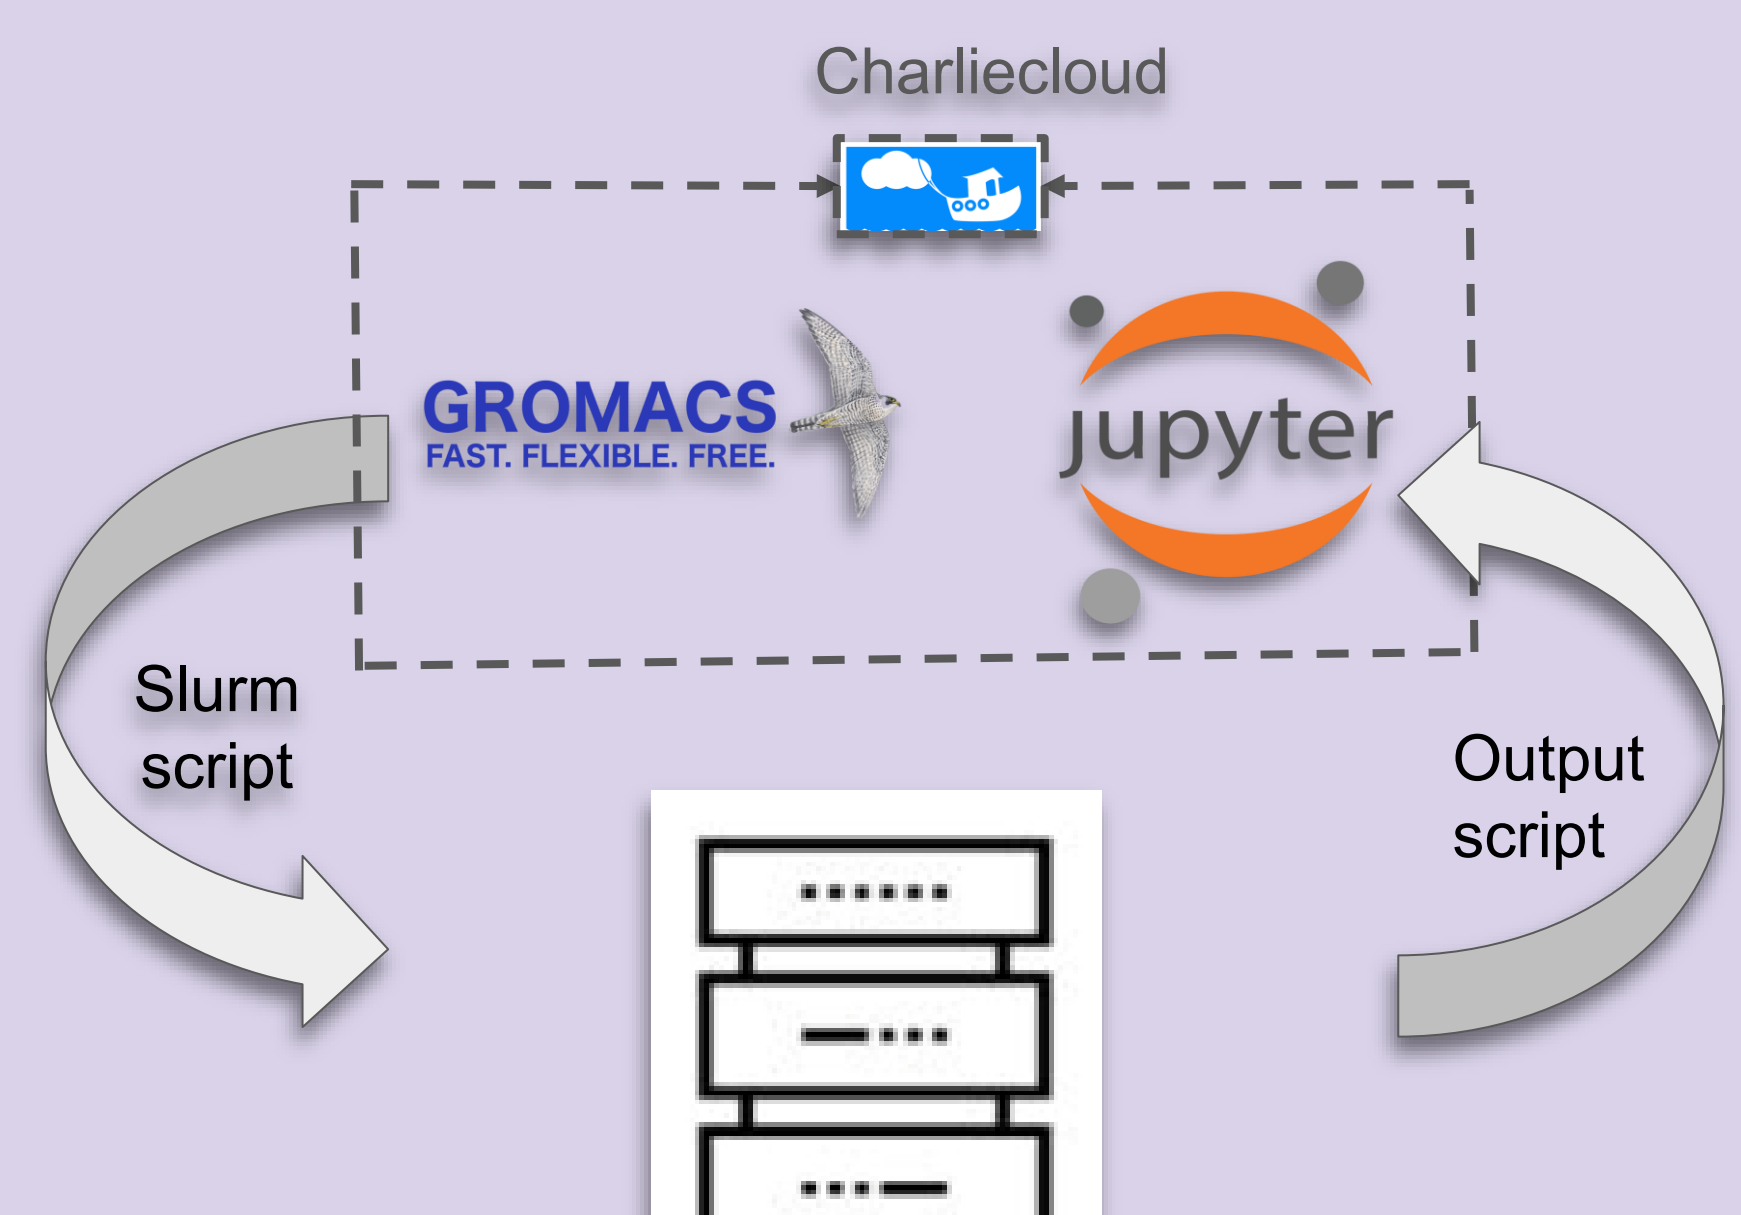 Charliecloud
GROMACS
FAST. FLEXIBLE. FREE.
jupyter
Slurm
script
Output
script